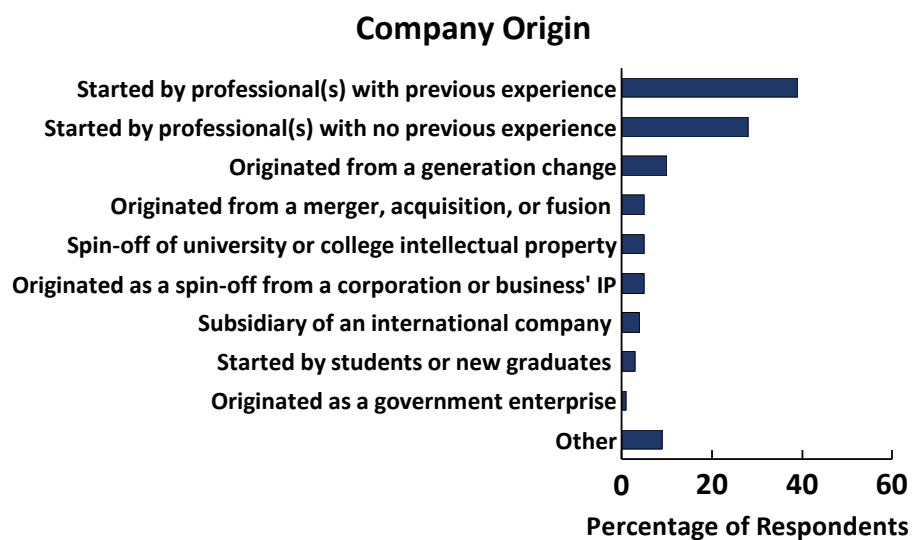 Company Origin
Started by professional(s) with previous experience
Started by professional(s) with no previous experience
Originated from a generation change
Originated from a merger, acquisition, or fusion
Spin-off of university or college intellectual property
Originated as a spin-off from a corporation or business' IP
Subsidiary of an international company
Started by students or new graduates
Originated as a government enterprise
Other
0 20 40 60
Percentage of Respondents